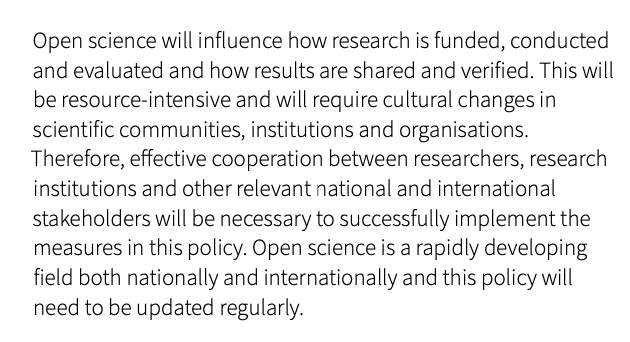 Open science will influence how research is funded, conducted
and evaluated and how results are shared and verified. This will
be resource-intensive and will require cultural changes in
scientific communities, institutions and organisations.
Therefore, effective cooperation between researchers, research
institutions and other relevant national and international
stakeholders will be necessary to successfully implement the
measures in this policy. Open science is a rapidly developing
field both nationally and internationally and this policy will
need to be updated regularly.